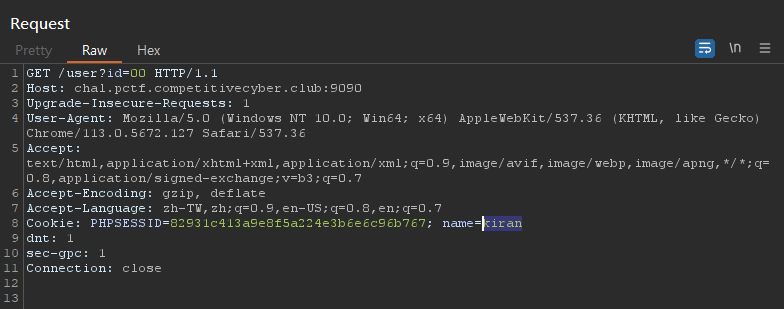 Request
Pretty Raw Hex
\n
1 GET /user?id=00 HTTP/1.1
2 Host: chal.pctf.competitivecyber.club:9090
3 Upgrade-Insecure-Requests: 1
4 User-Agent: Mozilla/5.0 (Windows NT 10.0; Win64; x64) AppleWebKit/537.36 (KHTML, like Gecko)
Chrome/113.0.5672.127 Safari/537.36
5 Accept:
text/html,application/xhtml+xml,application/xml;q=0.9,image/avif,image/webp,image/apng,*/*;q=
0.8,application/signed-exchange;v=b3;q=0.7
6 Accept-Encoding: gzip, deflate
7 Accept-Language: zh-TW,zh;q=0.9,en-US;q=0.8,en;q=0.7
8 Cookie: PHPSESSID=82931c413a9e8f5a224e3b6e6c96b767; name=kiran
9 dnt: 1
10 sec-gpc: 1
11 Connection: close
12
13